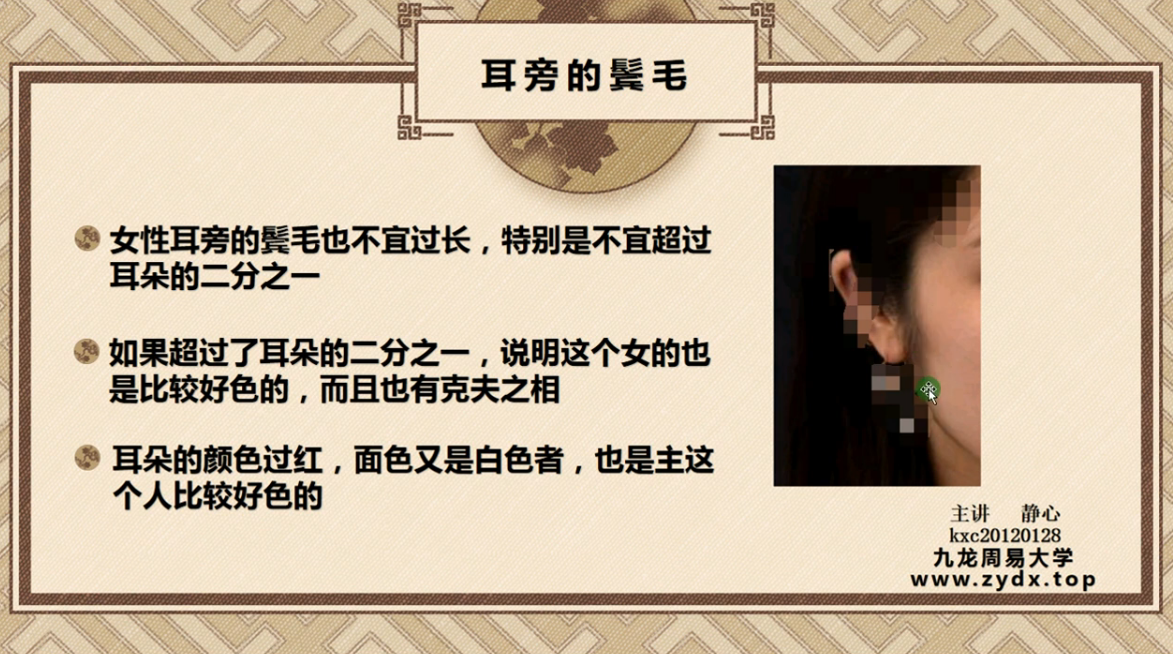 耳旁的鬓毛
女性耳旁的鬓毛也不宜过长，特别是不宜超过
耳朵的二分之一
如果超过了耳朵的二分之一，说明这个女的也
是比较好色的，而且也有克夫之相
耳朵的颜色过红，面色又是白色者，也是主这
个人比较好色的
主讲 静心
kxc20120128
九龙周易大学
www.zydx.top